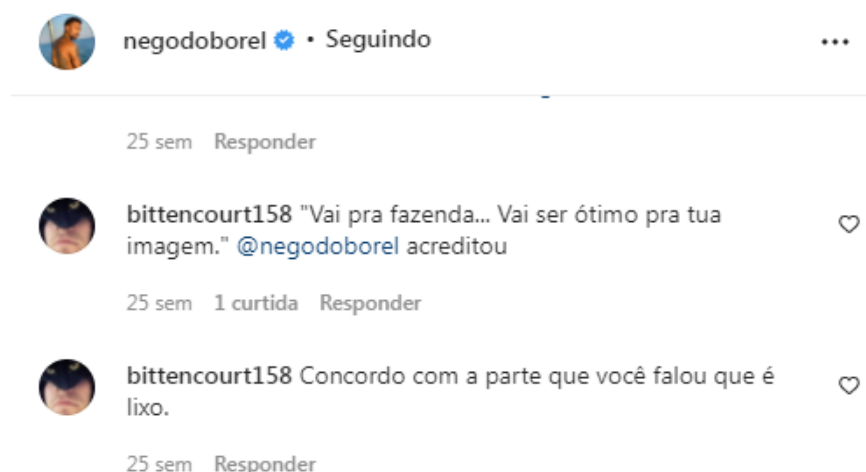 negodoborel • Seguindo
25 sem Responder
bittencourt158 "Vai pra fazenda... Vai ser ótimo pra tua
imagem." @negodoborel acreditou
25 sem 1 curtida Responder
bittencourt158 Concordo com a parte que você falou que é
lixo.
25 sem Responder